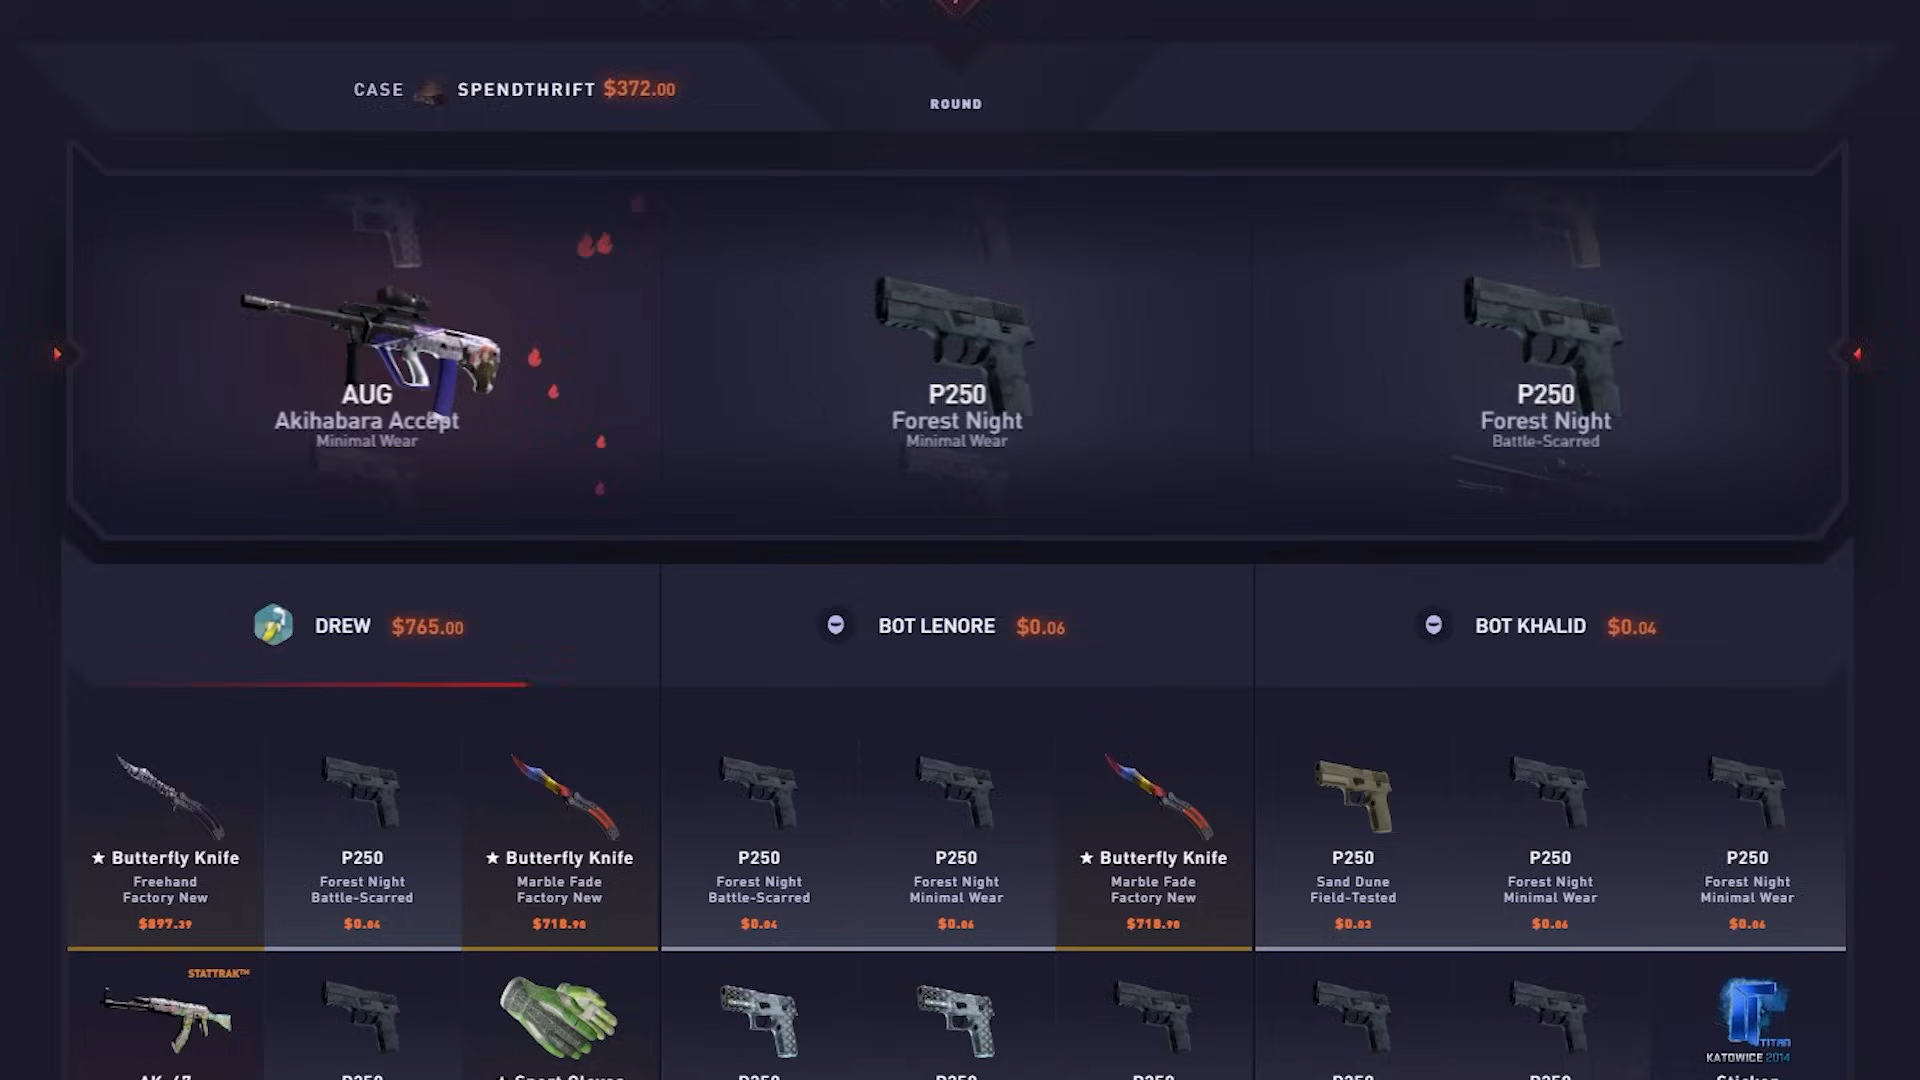 CASE SPENDTHRIFT $372.00
ROUND
AUG
Akihabara Accept
Minimal Wear
P250
Forest Night
Minimal Wear
P250
Forest Night
Battle-Scarred
DREW $765.00
BOT LENORE $0.06
BOT KHALID $0.04
★ Butterfly Knife
Freehand
Factory New
$897.39
P250
Forest Night
Battle-Scarred
$0.04
★ Butterfly Knife
Marble Fade
Factory New
$718.90
P250
Forest Night
Battle-Scarred
$0.04
P250
Forest Night
Minimal Wear
$0.06
★ Butterfly Knife
Marble Fade
Factory New
$718.90
P250
Sand Dune
Field-Tested
$0.03
P250
Forest Night
Minimal Wear
$0.06
P250
Forest Night
Minimal Wear
$0.06
STATTRAK™
TITAN
KATOWICE 2014